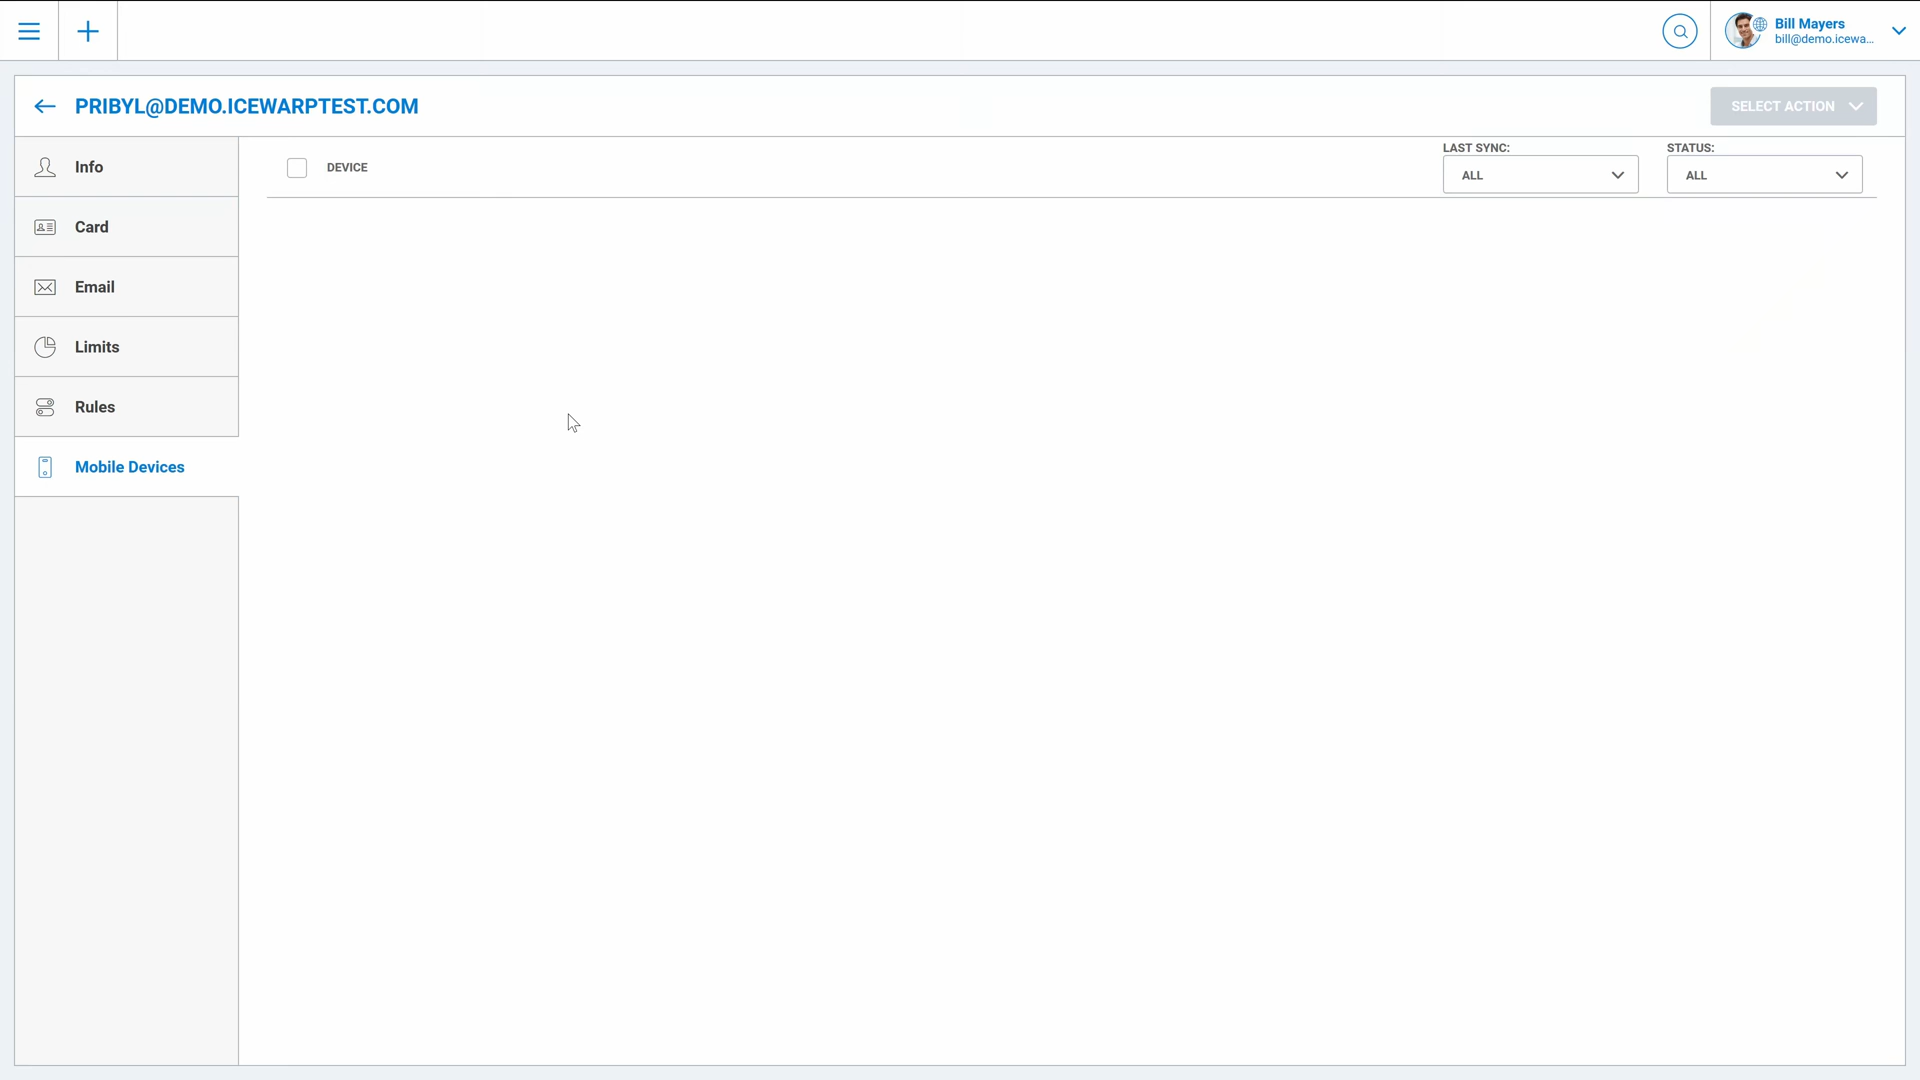 Bill Mayers
bill@demo.icewa...
PRIBYL@DEMO.ICEWARPTEST.COM
SELECT ACTION
Info
Card
Email
Limits
Rules
Mobile Devices
DEVICE
LAST SYNC:
ALL
STATUS:
ALL